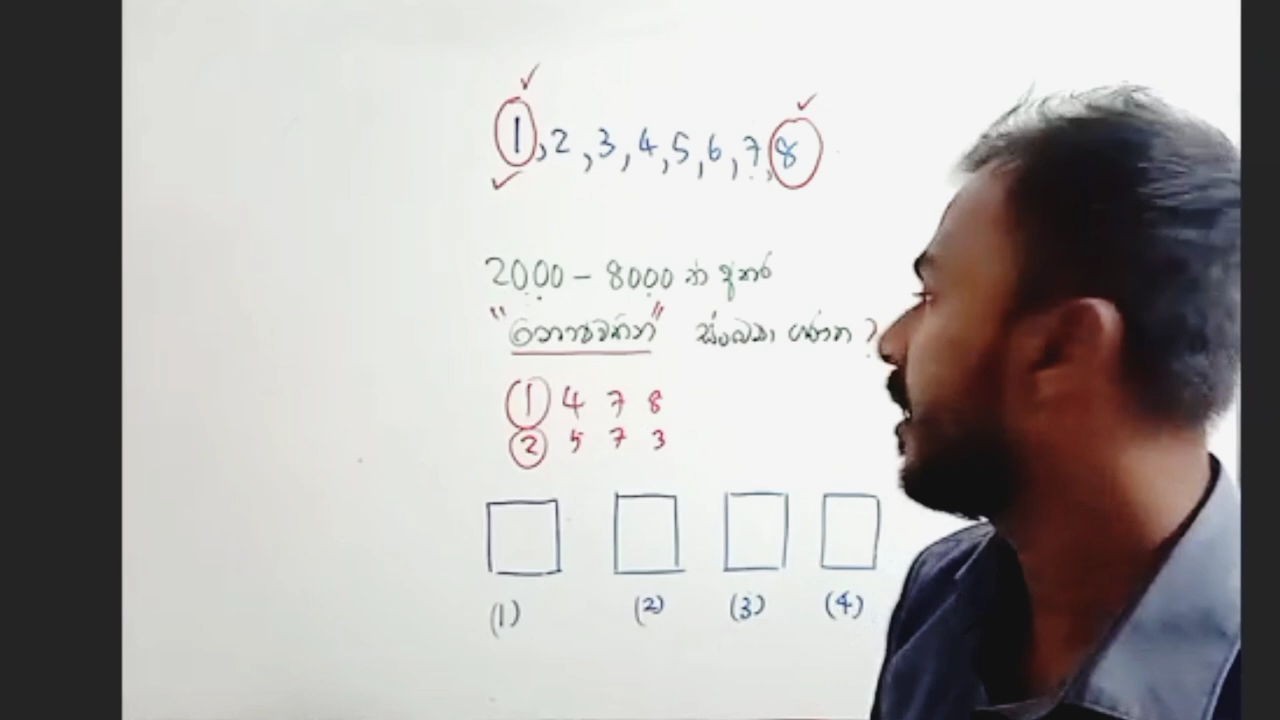 1, 2, 3, 4, 5, 6, 7, 8
2000 - 8000 ත් අතර
"නොපවතින" සංඛ්‍යා ගණන ?
1 4 7 8
2 5 7 3
(1) (2) (3) (4)